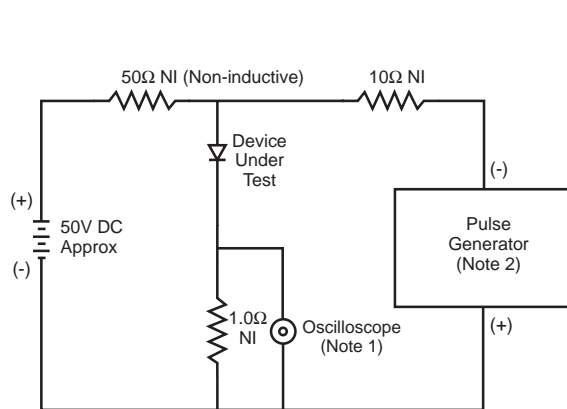 50Ω NI (Non-inductive)
10Ω NI
Device
Under
Test
(-)
(+)
50V DC
Approx
(-)
Pulse
Generator
(Note 2)
1.0Ω
NI
Oscilloscope
(Note 1)
(+)